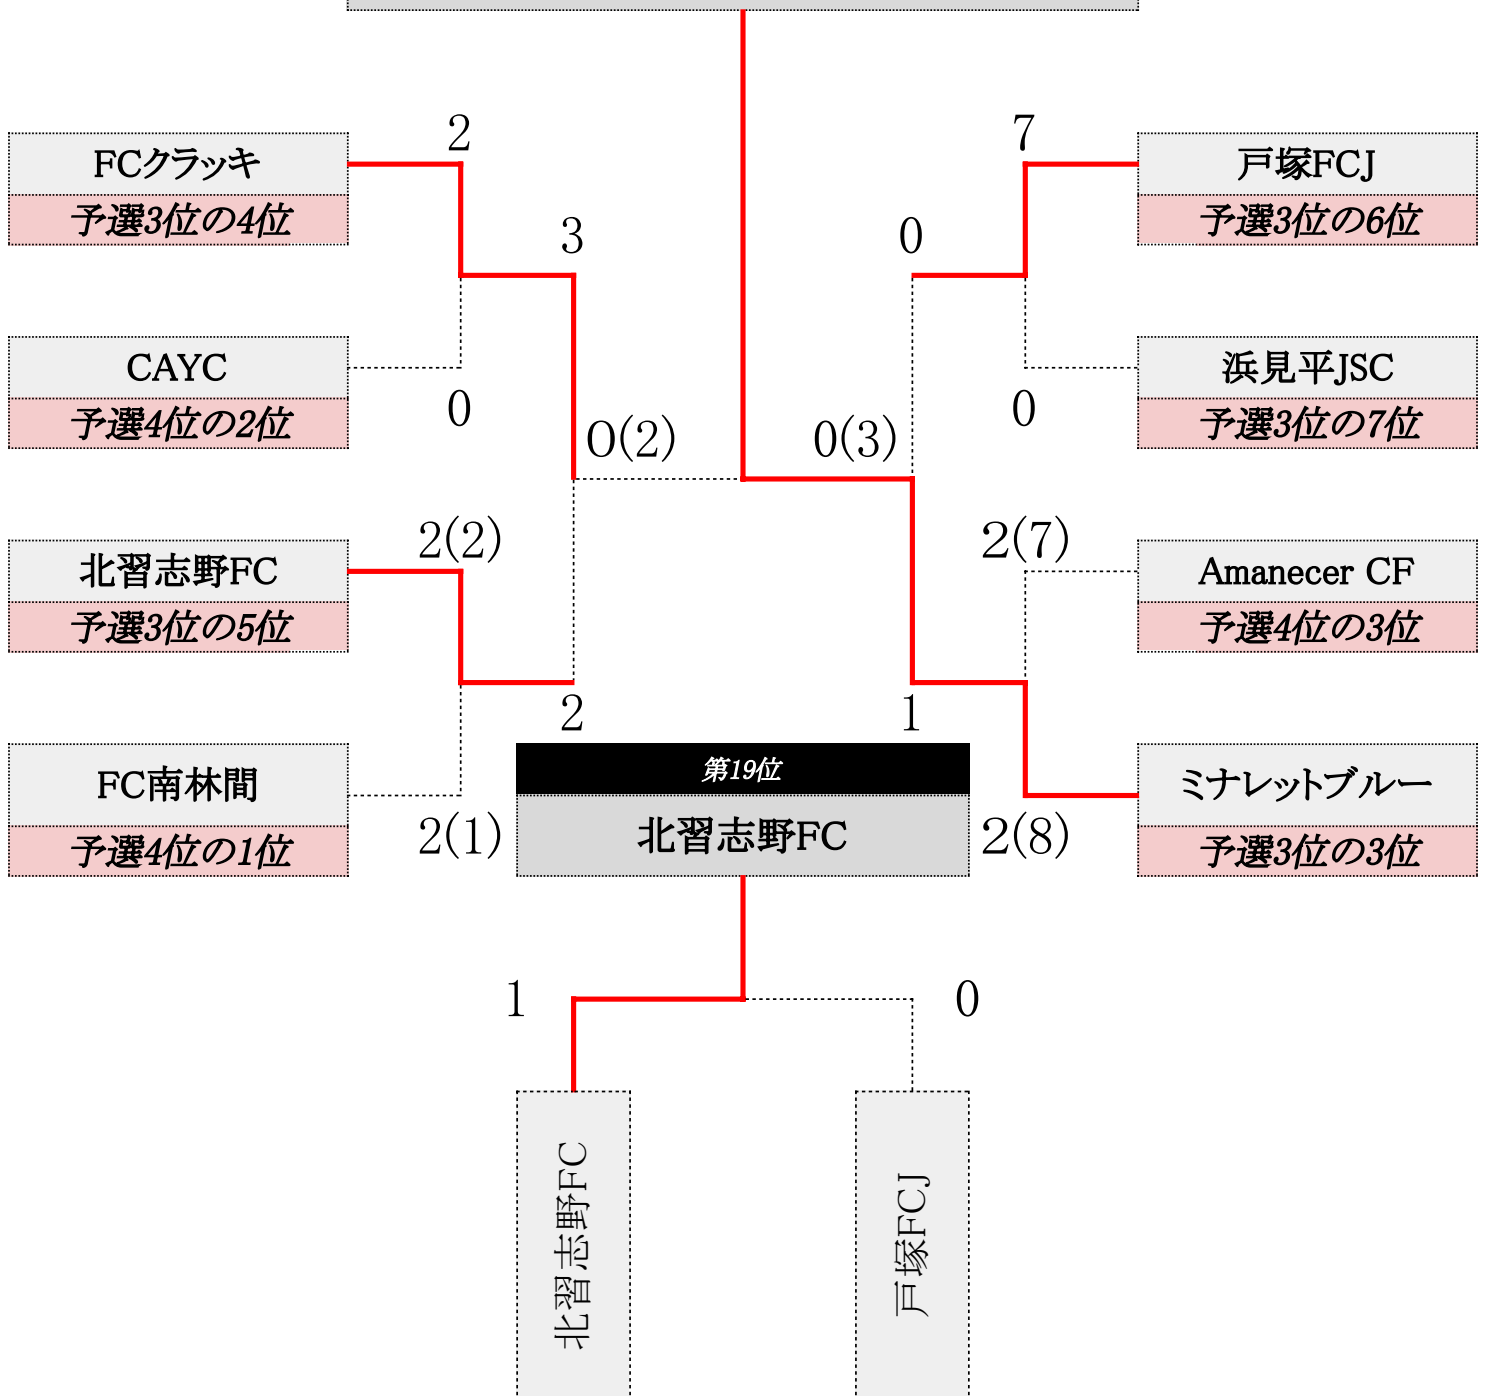 2
7
FCクラッキ
予選3位の4位
戸塚FCJ
予選3位の6位
3
0
CAYC
予選4位の2位
浜見平JSC
予選3位の7位
0
0
O(2)
0(3)
2(2)
2(7)
北習志野FC
予選3位の5位
Amanecer CF
予選4位の3位
2
1
FC南林間
予選4位の1位
第19位
北習志野FC
ミナレットブルー
予選3位の3位
2(1)
2(8)
1
0
北習志野FC
戸塚FCJ